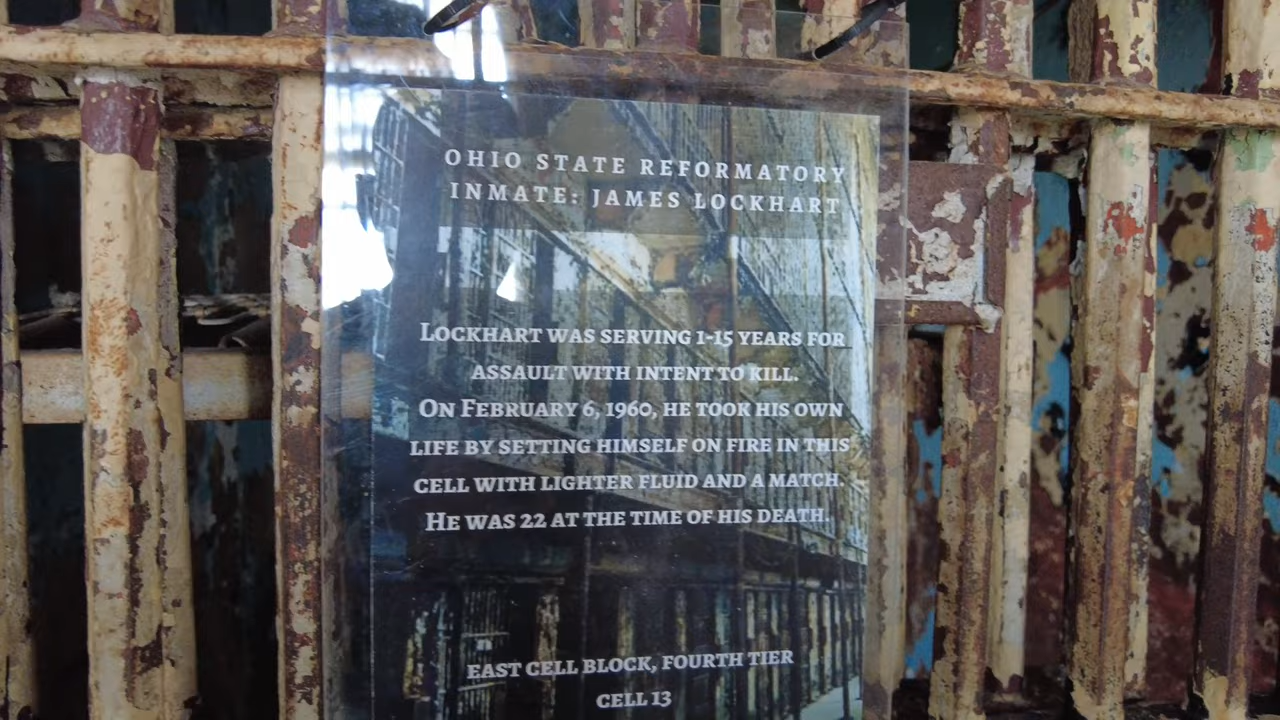 OHIO STATE REFORMATORY
INMATE: JAMES LOCKHART
LOCKHART WAS SERVING 1-15 YEARS FOR
ASSAULT WITH INTENT TO KILL.
ON FEBRUARY 6, 1960, HE TOOK HIS OWN
LIFE BY SETTING HIMSELF ON FIRE IN THIS
CELL WITH LIGHTER FLUID AND A MATCH.
HE WAS 22 AT THE TIME OF HIS DEATH.
EAST CELL BLOCK, FOURTH TIER
CELL 13